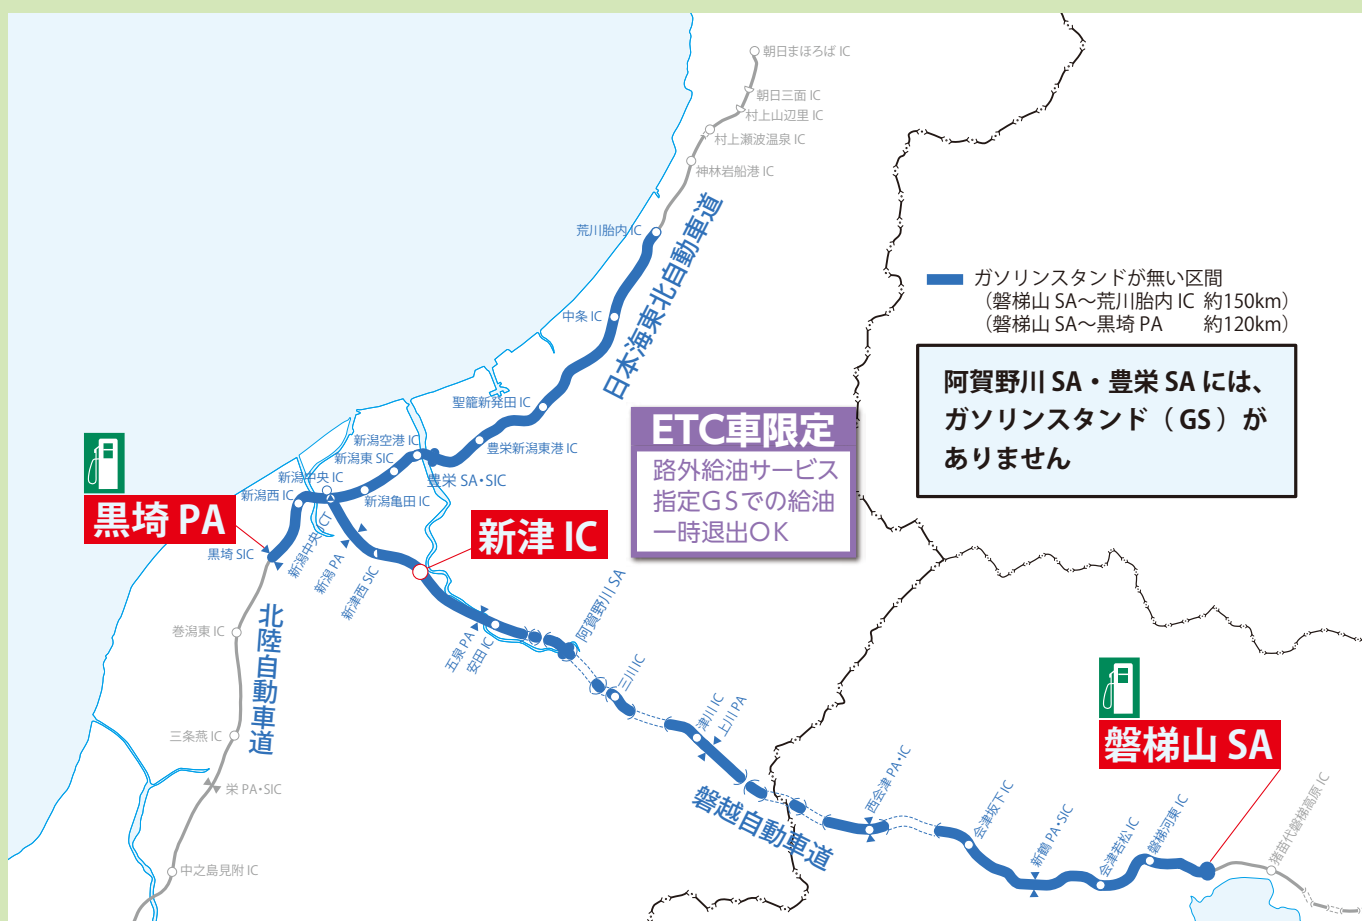 朝日まほろば IC
朝日三面 IC
村上山辺里 IC
村上瀬波温泉 IC
神林岩船港 IC
荒川胎内 IC
日本海東北自動車道
中条 IC
聖籠新発田 IC
豊栄新潟東港 IC
新潟空港 IC
新潟東 SIC
豊栄 SA・SIC
新潟中央 IC
新潟亀田 IC
新潟西 IC
黒埼 PA
黒埼 SIC
新潟中央 JCT
新潟 PA
新津西 SIC
新津 IC
ETC車限定
路外給油サービス
指定GSでの給油
一時退出OK
ガソリンスタンドが無い区間
（磐梯山 SA～荒川胎内 IC 約150km）
（磐梯山 SA～黒埼 PA 約120km）
阿賀野川 SA・豊栄 SA には、
ガソリンスタンド（ GS ）が
ありません
北陸自動車道
巻潟東 IC
三条燕 IC
栄 PA・SIC
中之島見附 IC
五泉 PA
安田 IC
阿賀野川 SA
三川 IC
津川 IC
上川 PA
磐越自動車道
西会津 PA・IC
会津坂下 IC
新鶴 PA・SIC
会津若松 IC
磐梯河東 IC
磐梯山 SA
猪苗代磐梯高原 IC